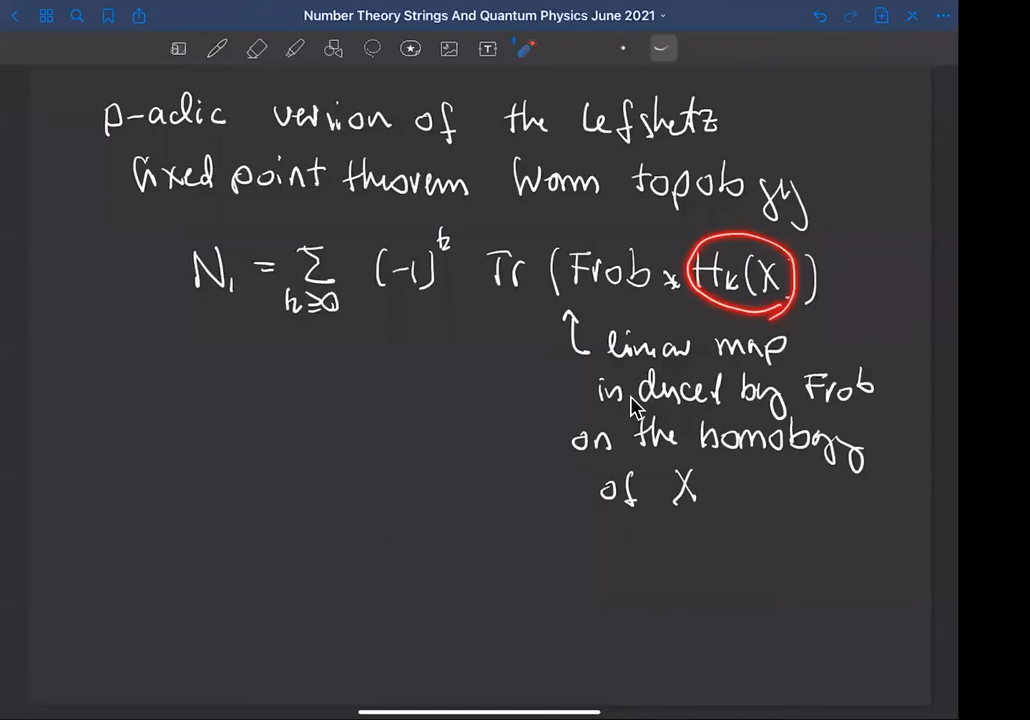 Number Theory Strings And Quantum Physics June 2021
p-adic version of the Lefshetz
fixed point theorem from topology
N₁ = Σ (-1)^k Tr (Frob * H_k(X))
k≥0
linear map
induced by Frob
on the homology
of X